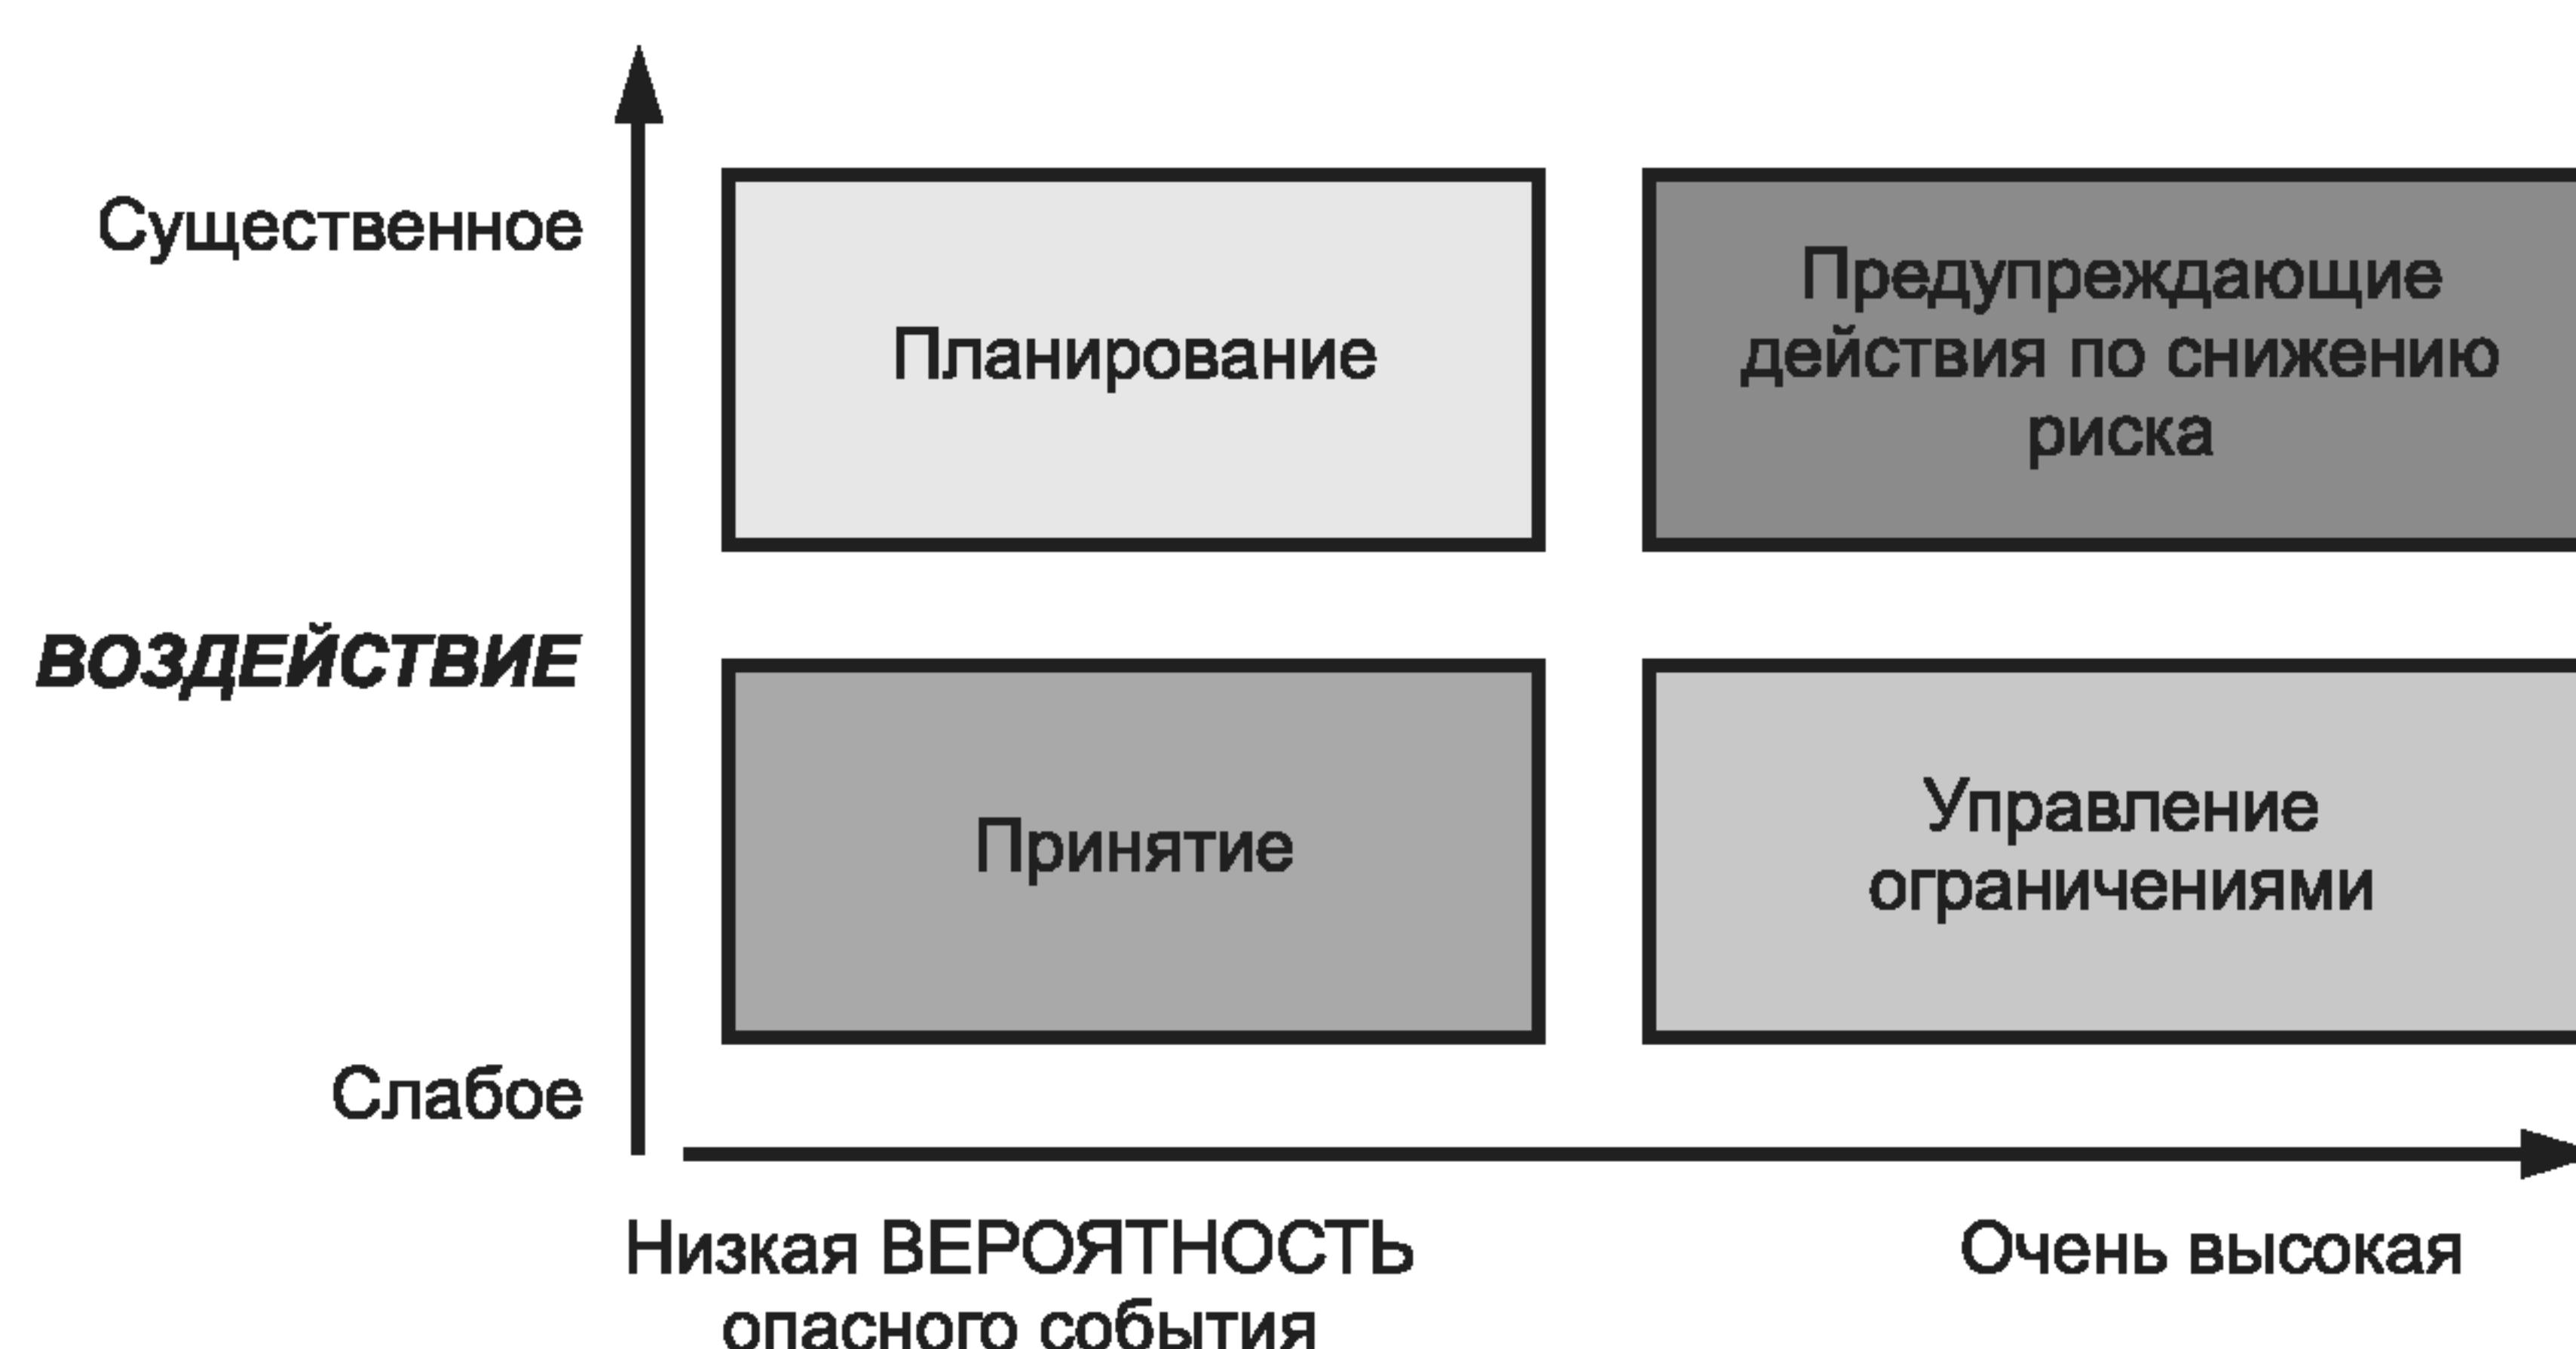 Существенное
Планирование
Предупреждающие
действия по снижению
риска
ВОЗДЕЙСТВИЕ
Принятие
Управление
ограничениями
Слабое
Низкая ВЕРОЯТНОСТЬ
опасного события
Очень высокая